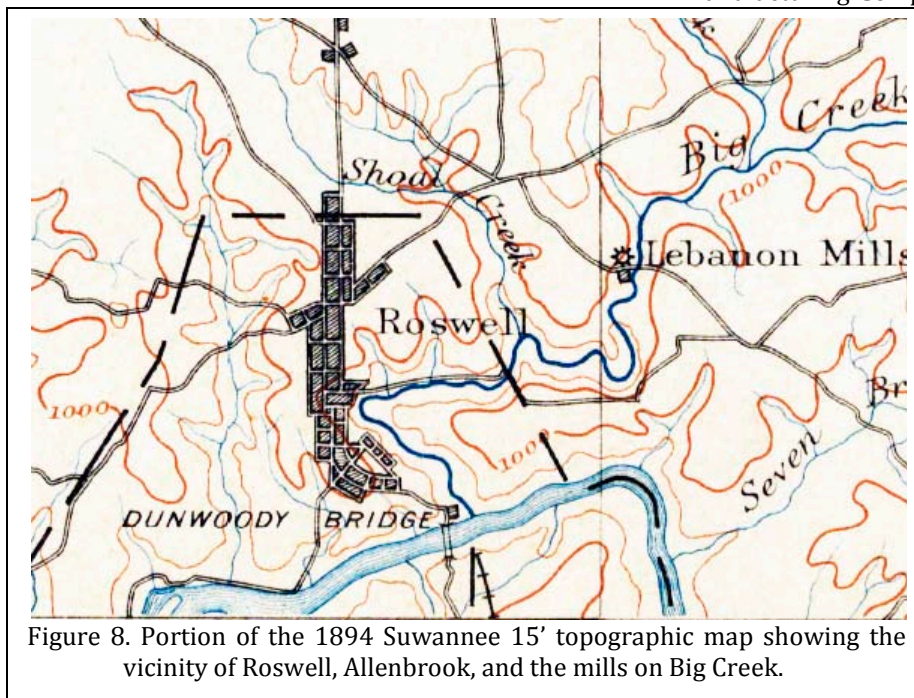 Shoal
Creek
Big Creek
1000
Lebanon Mills
Roswell
1000
1000
Seven
Br
DUNWOODY BRIDGE
Figure 8. Portion of the 1894 Suwannee 15’ topographic map showing the
vicinity of Roswell, Allenbrook, and the mills on Big Creek.